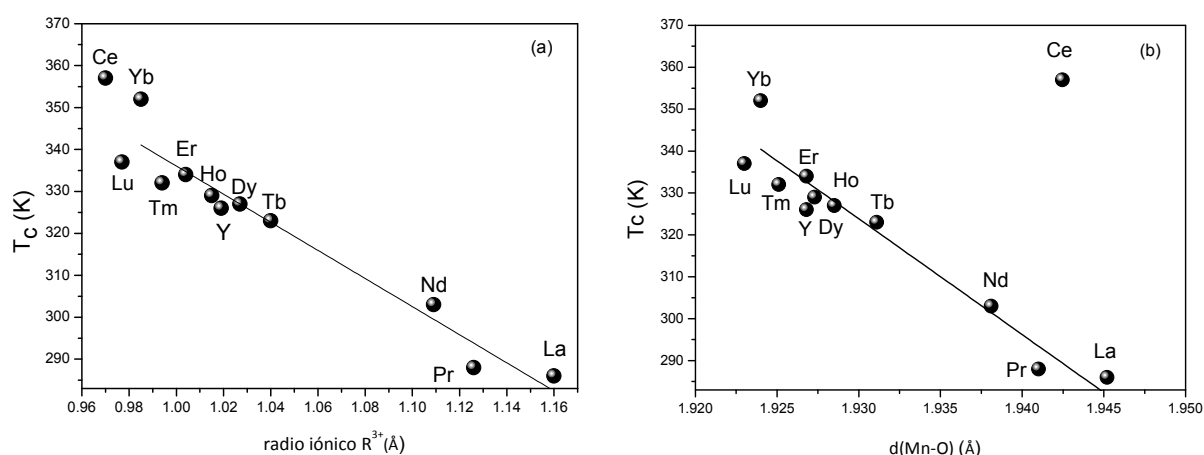 (a)
T_C (K)
370
360
350
340
330
320
310
300
290
Ce
Yb
Lu
Tm
Er
Ho
Y
Dy
Tb
Nd
Pr
La
0.96 0.98 1.00 1.02 1.04 1.06 1.08 1.10 1.12 1.14 1.16
radio iónico R³⁺(Å)
(b)
Tc (K)
370
360
350
340
330
320
310
300
290
Ce
Yb
Lu
Tm
Er
Y
Dy
Ho
Tb
Nd
Pr
La
1.920 1.925 1.930 1.935 1.940 1.945 1.950
d(Mn-O) (Å)